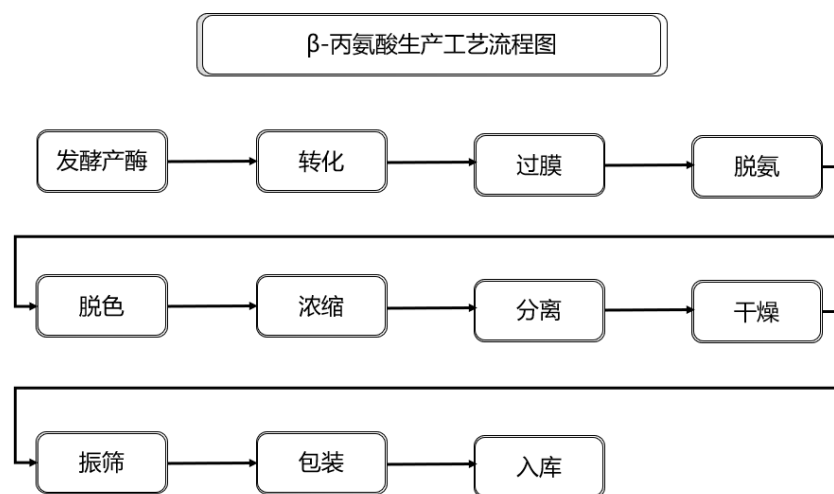 β-丙氨酸生产工艺流程图
发酵产酶
转化
过膜
脱氨
脱色
浓缩
分离
干燥
振筛
包装
入库